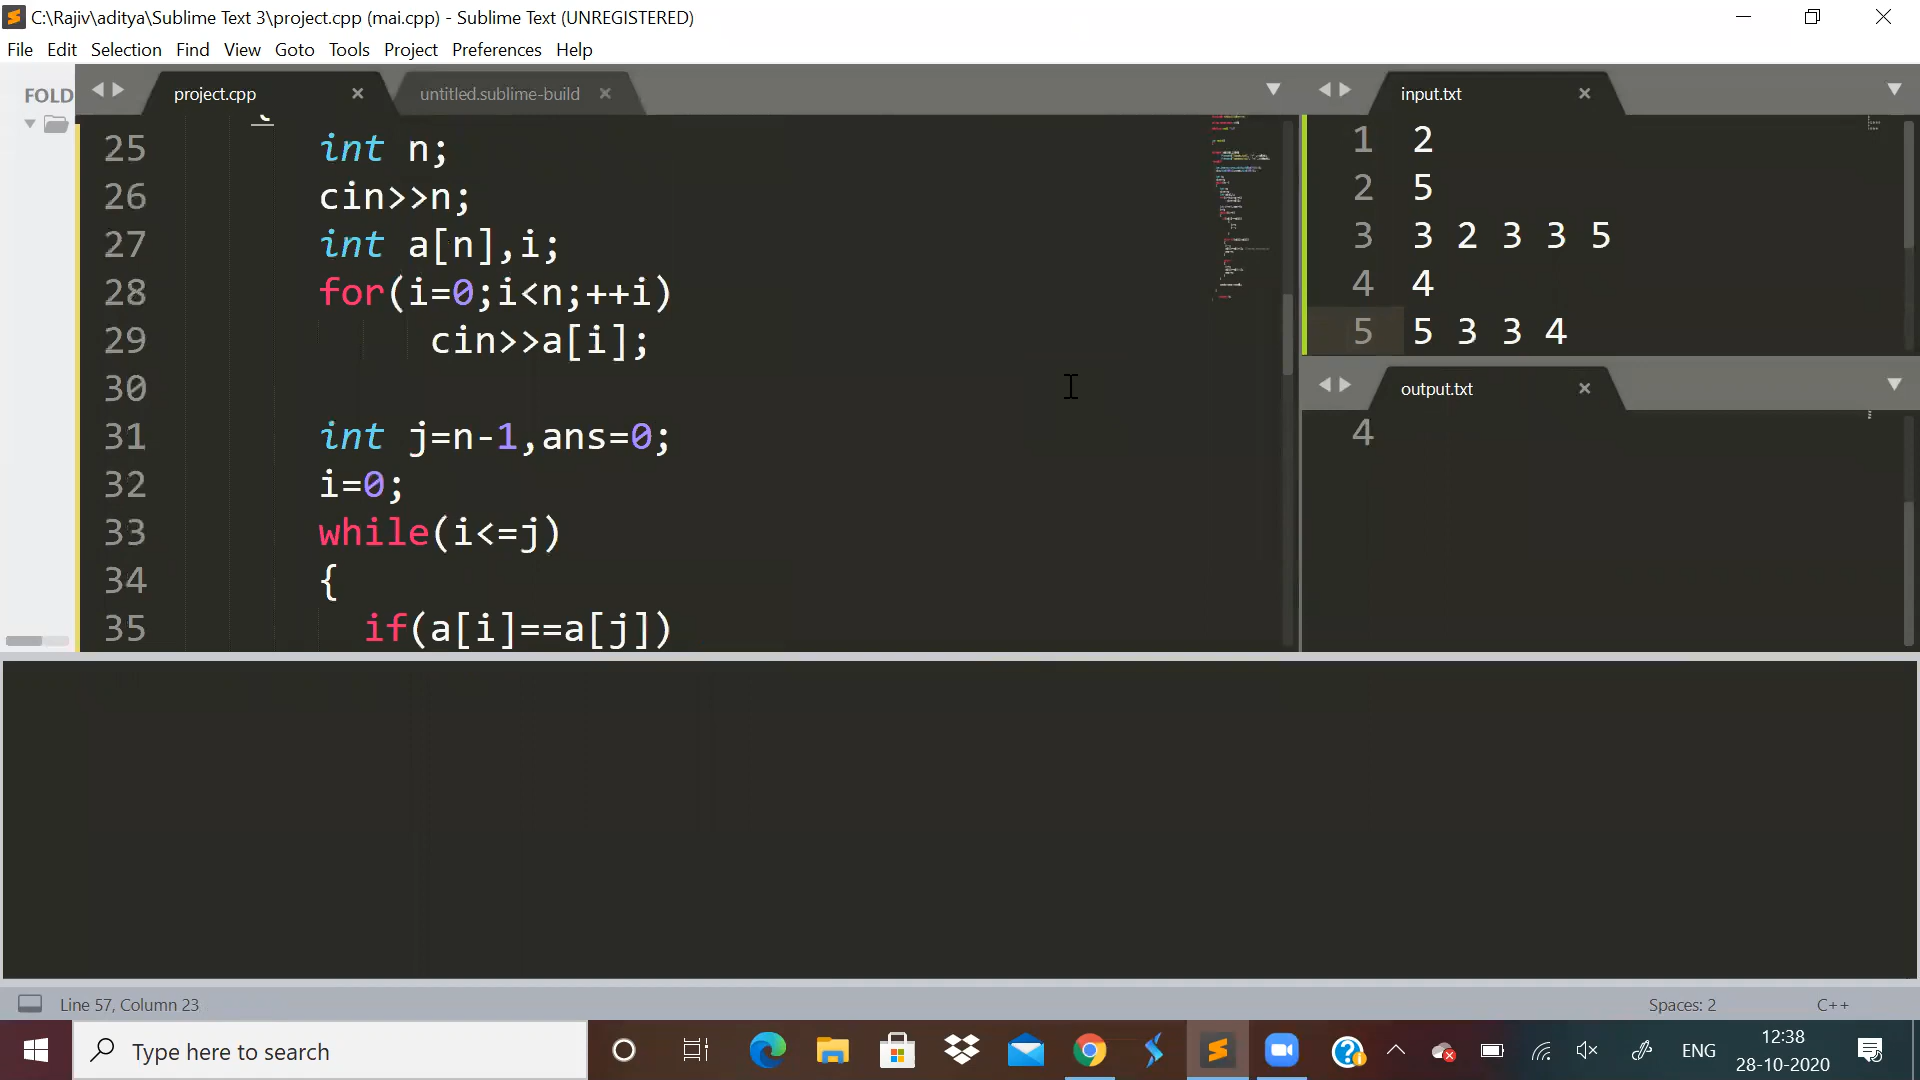 C:\Rajiv\aditya\Sublime Text 3\project.cpp (mai.cpp) - Sublime Text (UNREGISTERED)
File Edit Selection Find View Goto Tools Project Preferences Help
FOLD
project.cpp
untitled.sublime-build
25 int n;
26 cin>>n;
27 int a[n],i;
28 for(i=0;i<n;++i)
29 cin>>a[i];
30
31 int j=n-1,ans=0;
32 i=0;
33 while(i<=j)
34 {
35 if(a[i]==a[j])
input.txt
1 2
2 5
3 3 2 3 3 5
4 4
5 5 3 3 4
output.txt
4
Line 57, Column 23
Spaces: 2
C++
Type here to search
ENG
12:38
28-10-2020